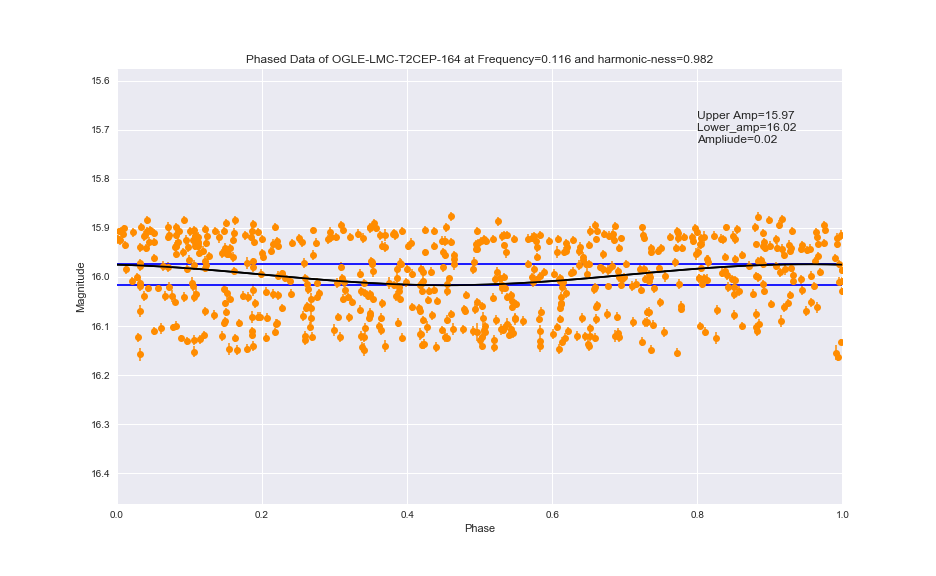 Phased Data of OGLE-LMC-T2CEP-164 at Frequency=0.116 and harmonic-ness=0.982
Upper Amp=15.97
Lower_amp=16.02
Ampliude=0.02
15.6
15.7
15.8
15.9
16.0
16.1
16.2
16.3
16.4
Magnitude
0.0 0.2 0.4 0.6 0.8 1.0
Phase